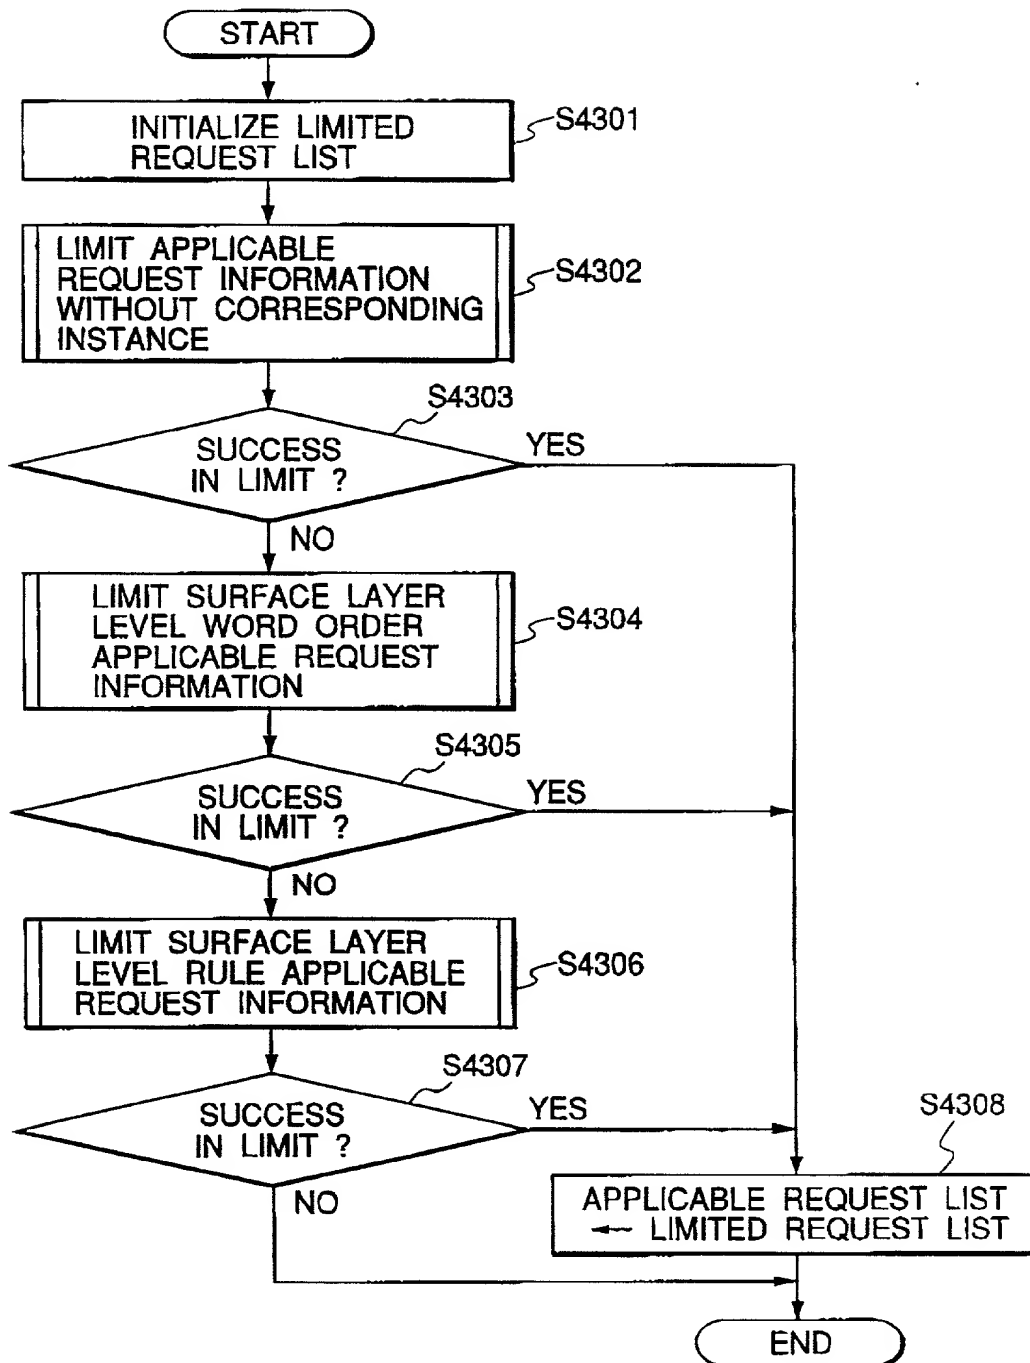 START
INITIALIZE LIMITED
REQUEST LIST
S4301
LIMIT APPLICABLE
REQUEST INFORMATION
WITHOUT CORRESPONDING
INSTANCE
S4302
S4303
SUCCESS
IN LIMIT ?
YES
NO
LIMIT SURFACE LAYER
LEVEL WORD ORDER
APPLICABLE REQUEST
INFORMATION
S4304
S4305
SUCCESS
IN LIMIT ?
YES
NO
LIMIT SURFACE LAYER
LEVEL RULE APPLICABLE
REQUEST INFORMATION
S4306
S4307
SUCCESS
IN LIMIT ?
YES
NO
S4308
APPLICABLE REQUEST LIST
← LIMITED REQUEST LIST
END